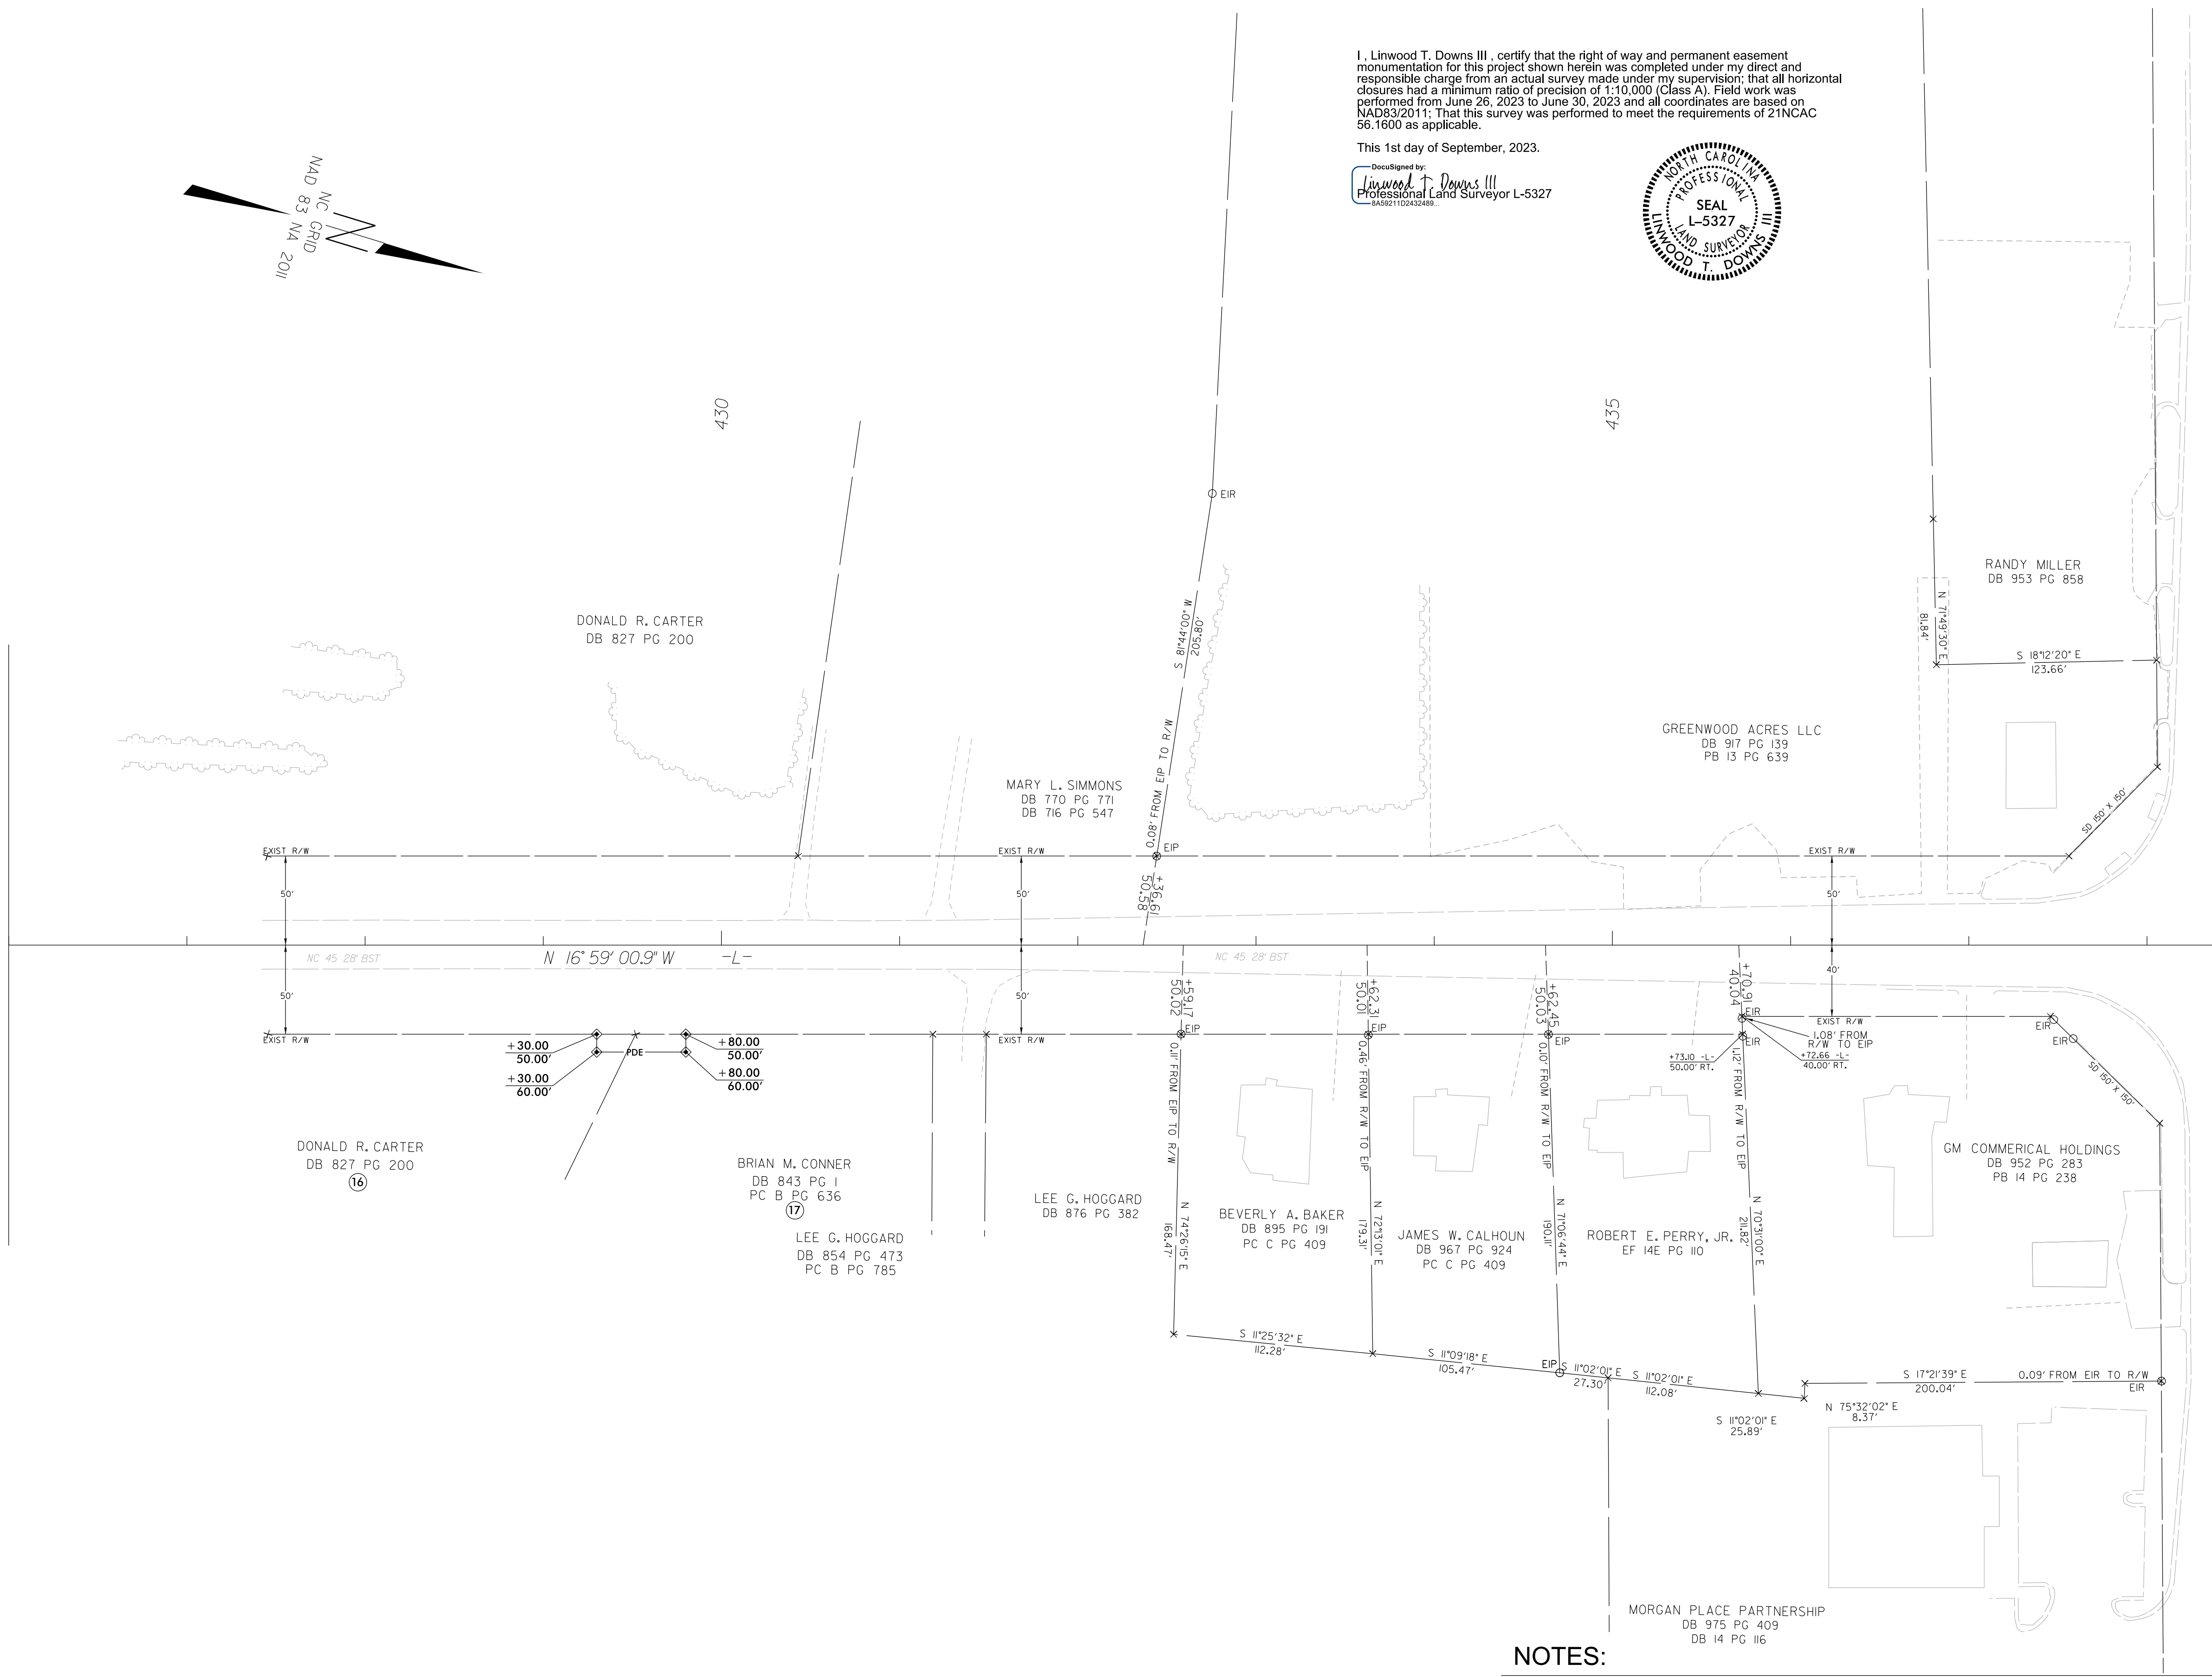 I , Linwood T. Downs III , certify that the right of way and permanent easement
monumentation for this project shown herein was completed under my direct and
responsible charge from an actual survey made under my supervision; that all horizontal
closures had a minimum ratio of precision of 1:10,000 (Class A). Field work was
performed from June 26, 2023 to June 30, 2023 and all coordinates are based on
NAD83/2011; That this survey was performed to meet the requirements of 21NCAC
56.1600 as applicable.
This 1st day of September, 2023.
DocuSigned by:
Linwood T. Downs III
Professional Land Surveyor L-5327
8A59211D2432489...
NORTH CAROLINA
PROFESSIONAL
SEAL
L-5327
LAND SURVEYOR
LINWOOD T. DOWNS III
NC GRID
NAD 83 NA 2011
430
435
EIR
RANDY MILLER
DB 953 PG 858
N 71°49'30" E
81.84'
S 18°12'20" E
123.66'
DONALD R. CARTER
DB 827 PG 200
S 81°44'00" W
205.80'
0.08' FROM EIP TO R/W
GREENWOOD ACRES LLC
DB 917 PG 139
PB 13 PG 639
MARY L. SIMMONS
DB 770 PG 771
DB 716 PG 547
SD 150' X 150'
EXIST R/W
EXIST R/W
EIP
EXIST R/W
50'
50'
+36.61
50.58
50'
NC 45 28' BST
N 16° 59' 00.9" W
-L-
NC 45 28' BST
50'
50'
+59.17
50.02
+62.31
50.01
+62.45
50.03
+70.91
40.04
40'
EIR
EXIST R/W
EIR
EXIST R/W
EXIST R/W
EIP
EIP
EIP
EIR
1.08' FROM
R/W TO EIP
EIR
+73.10 -L-
50.00' RT.
+72.66 -L-
40.00' RT.
+30.00
50.00'
PDE
+80.00
50.00'
+30.00
60.00'
+80.00
60.00'
SD 150' X 150'
0.11' FROM EIP TO R/W
0.46' FROM R/W TO EIP
0.10' FROM R/W TO EIP
1.12' FROM R/W TO EIP
DONALD R. CARTER
DB 827 PG 200
16
BRIAN M. CONNER
DB 843 PG 1
PC B PG 636
17
LEE G. HOGGARD
DB 854 PG 473
PC B PG 785
LEE G. HOGGARD
DB 876 PG 382
N 74°26'15" E
168.47'
BEVERLY A. BAKER
DB 895 PG 191
PC C PG 409
N 72°13'01" E
179.31'
JAMES W. CALHOUN
DB 967 PG 924
PC C PG 409
N 71°06'44" E
190.11'
ROBERT E. PERRY, JR.
EF 14E PG 110
N 70°31'00" E
211.82'
GM COMMERICAL HOLDINGS
DB 952 PG 283
PB 14 PG 238
S 11°25'32" E
112.28'
S 11°09'18" E
105.47'
EIP
S 11°02'01" E
27.30'
S 11°02'01" E
112.08'
S 11°02'01" E
25.89'
N 75°32'02" E
8.37'
S 17°21'39" E
200.04'
0.09' FROM EIR TO R/W
EIR
MORGAN PLACE PARTNERSHIP
DB 975 PG 409
DB 14 PG 116
NOTES: